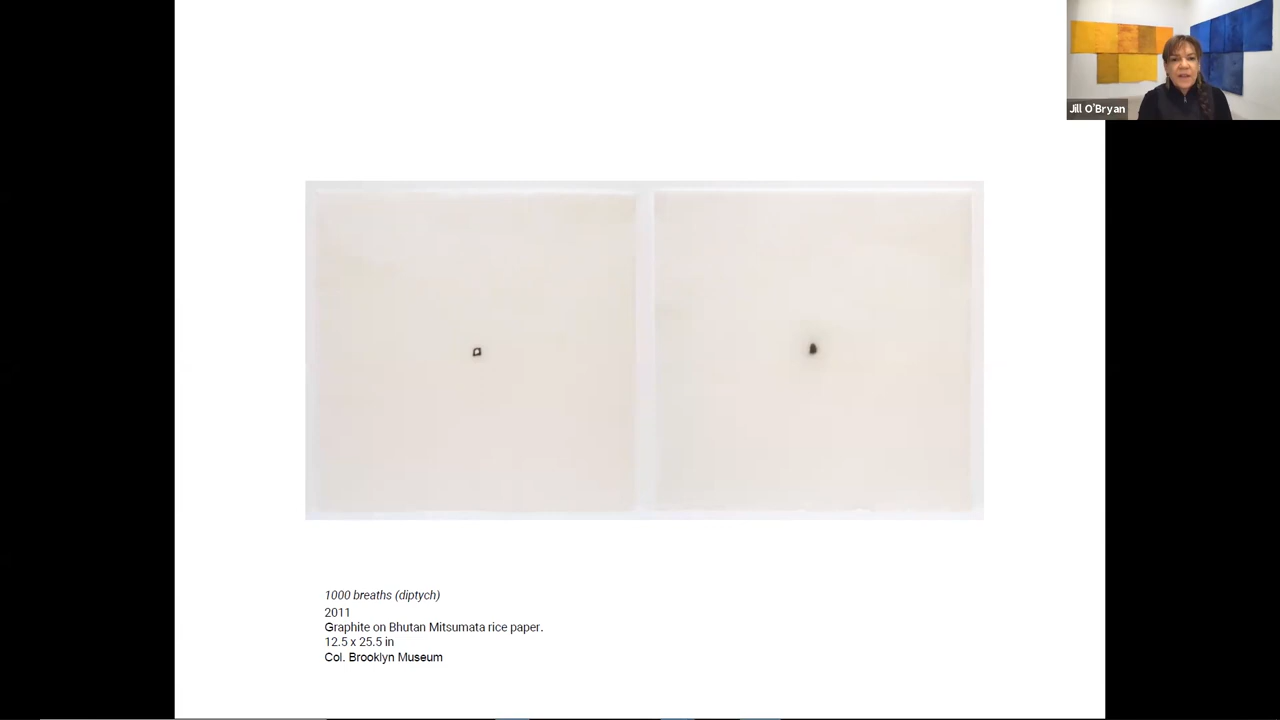 Jill O'Bryan
1000 breaths (diptych)
2011
Graphite on Bhutan Mitsumata rice paper.
12.5 x 25.5 in
Col. Brooklyn Museum